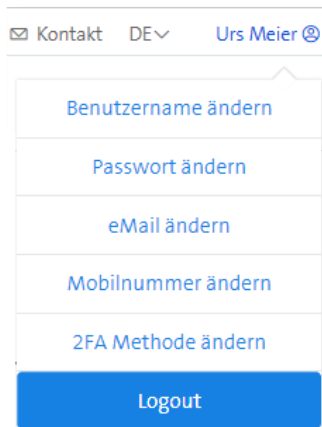 Kontakt DE Urs Meier
Benutzername ändern
Passwort ändern
eMail ändern
Mobilnummer ändern
2FA Methode ändern
Logout